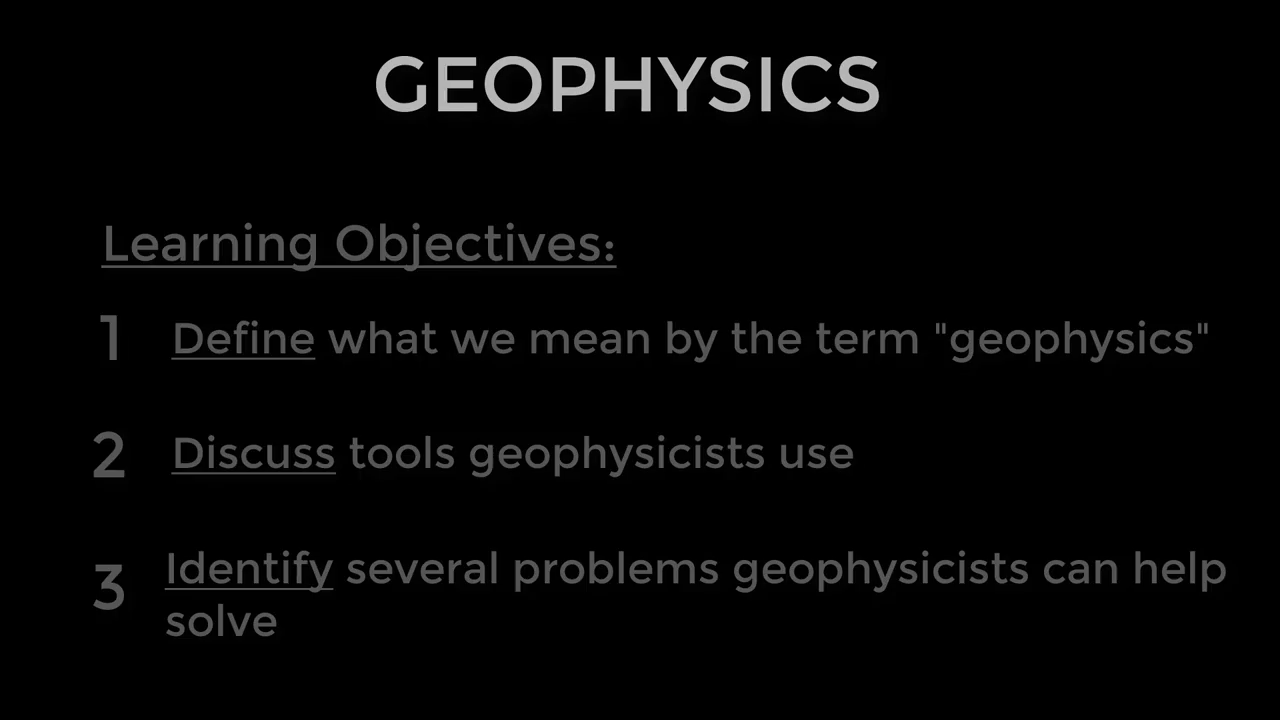 GEOPHYSICS
Learning Objectives:
1 Define what we mean by the term "geophysics"
2 Discuss tools geophysicists use
3 Identify several problems geophysicists can help
solve